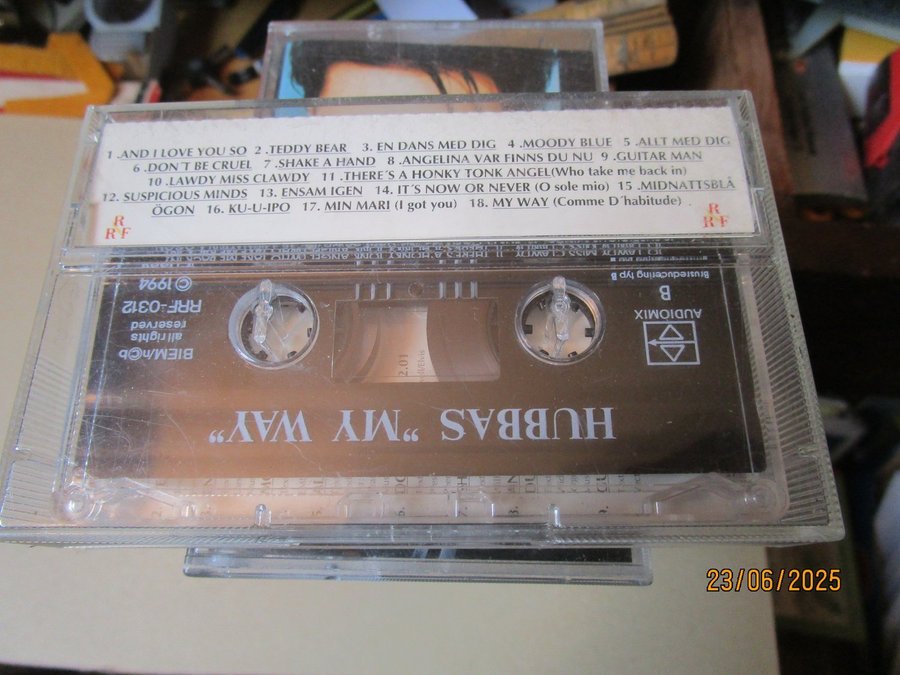 1 .AND I LOVE YOU SO 2 .TEDDY BEAR 3. EN DANS MED DIG 4 .MOODY BLUE 5 .ALLT MED DIG
6 .DON´T BE CRUEL 7 .SHAKE A HAND 8 .ANGELINA VAR FINNS DU NU 9 .GUITAR MAN
10 .LAWDY MISS CLAWDY 11 .THERE´S A HONKY TONK ANGEL(Who take me back in)
12. SUSPICIOUS MINDS 13. ENSAM IGEN 14. IT´S NOW OR NEVER (O sole mio) 15 .MIDNATTSBLÅ
ÖGON 16. KU-U-IPO 17. MIN MARI (I got you) 18. MY WAY (Comme D´habitude)
R
R F
R
R F
HUBBAS "MY WAY"
AUDIOMIX
B
Brusreducering typ B
BIEM/n©b
all rights
reserved
RRF-0312
© 1994
2.01
23/06/2025